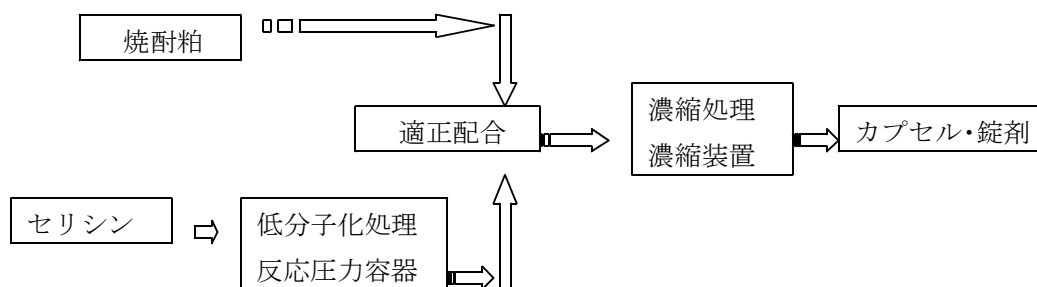 焼酎粕
適正配合
濃縮処理
濃縮装置
カプセル・錠剤
セリシン
低分子化処理
反応圧力容器